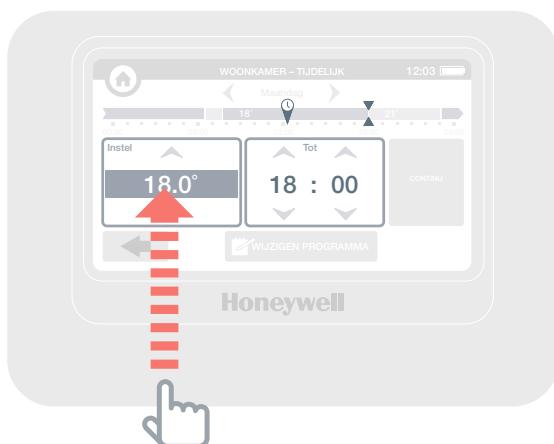 WOONKAMER – TIJDELIJK 12:03
Maandag
18° 21°
Instel
18.0°
Tot
18 : 00
CONTINU
WIJZIGEN PROGRAMMA
Honeywell